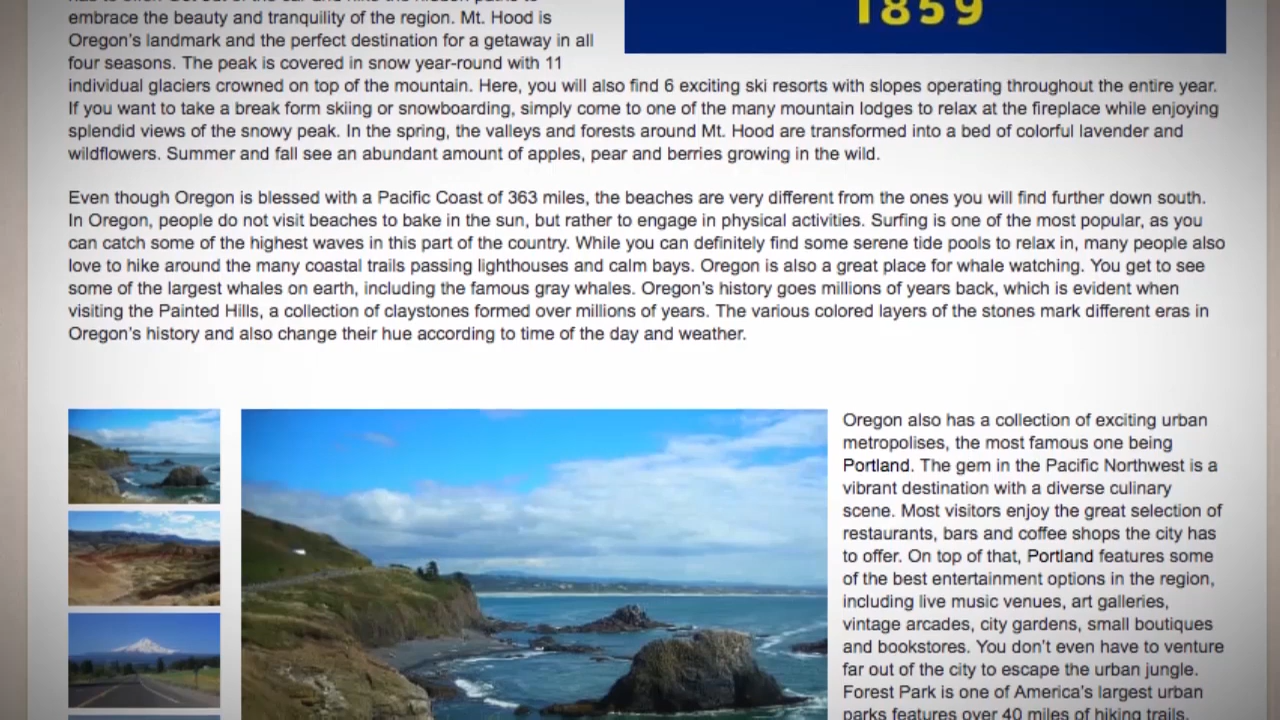 embrace the beauty and tranquility of the region. Mt. Hood is
Oregon's landmark and the perfect destination for a getaway in all
four seasons. The peak is covered in snow year-round with 11
individual glaciers crowned on top of the mountain. Here, you will also find 6 exciting ski resorts with slopes operating throughout the entire year.
If you want to take a break form skiing or snowboarding, simply come to one of the many mountain lodges to relax at the fireplace while enjoying
splendid views of the snowy peak. In the spring, the valleys and forests around Mt. Hood are transformed into a bed of colorful lavender and
wildflowers. Summer and fall see an abundant amount of apples, pear and berries growing in the wild.
1859
Even though Oregon is blessed with a Pacific Coast of 363 miles, the beaches are very different from the ones you will find further down south.
In Oregon, people do not visit beaches to bake in the sun, but rather to engage in physical activities. Surfing is one of the most popular, as you
can catch some of the highest waves in this part of the country. While you can definitely find some serene tide pools to relax in, many people also
love to hike around the many coastal trails passing lighthouses and calm bays. Oregon is also a great place for whale watching. You get to see
some of the largest whales on earth, including the famous gray whales. Oregon's history goes millions of years back, which is evident when
visiting the Painted Hills, a collection of claystones formed over millions of years. The various colored layers of the stones mark different eras in
Oregon's history and also change their hue according to time of the day and weather.
Oregon also has a collection of exciting urban
metropolises, the most famous one being
Portland. The gem in the Pacific Northwest is a
vibrant destination with a diverse culinary
scene. Most visitors enjoy the great selection of
restaurants, bars and coffee shops the city has
to offer. On top of that, Portland features some
of the best entertainment options in the region,
including live music venues, art galleries,
vintage arcades, city gardens, small boutiques
and bookstores. You don't even have to venture
far out of the city to escape the urban jungle.
Forest Park is one of America's largest urban
parks features over 40 miles of hiking trails,